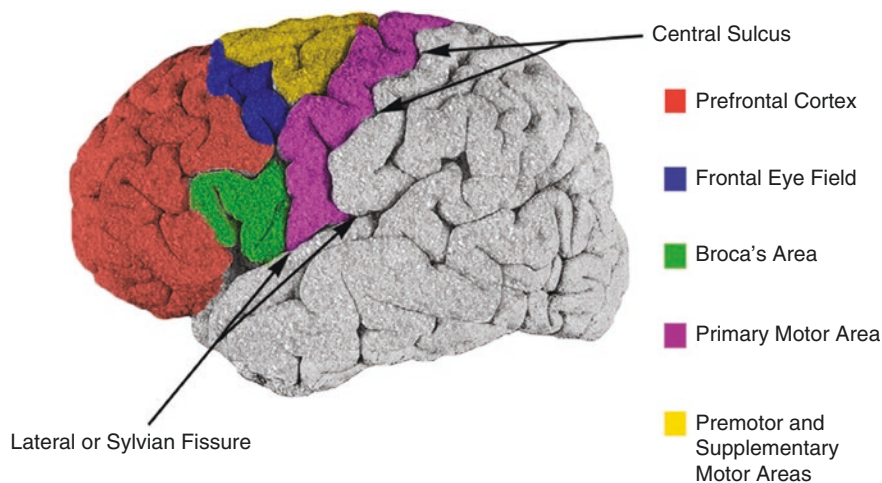 Central Sulcus
Prefrontal Cortex
Frontal Eye Field
Broca's Area
Primary Motor Area
Premotor and
Supplementary
Motor Areas
Lateral or Sylvian Fissure